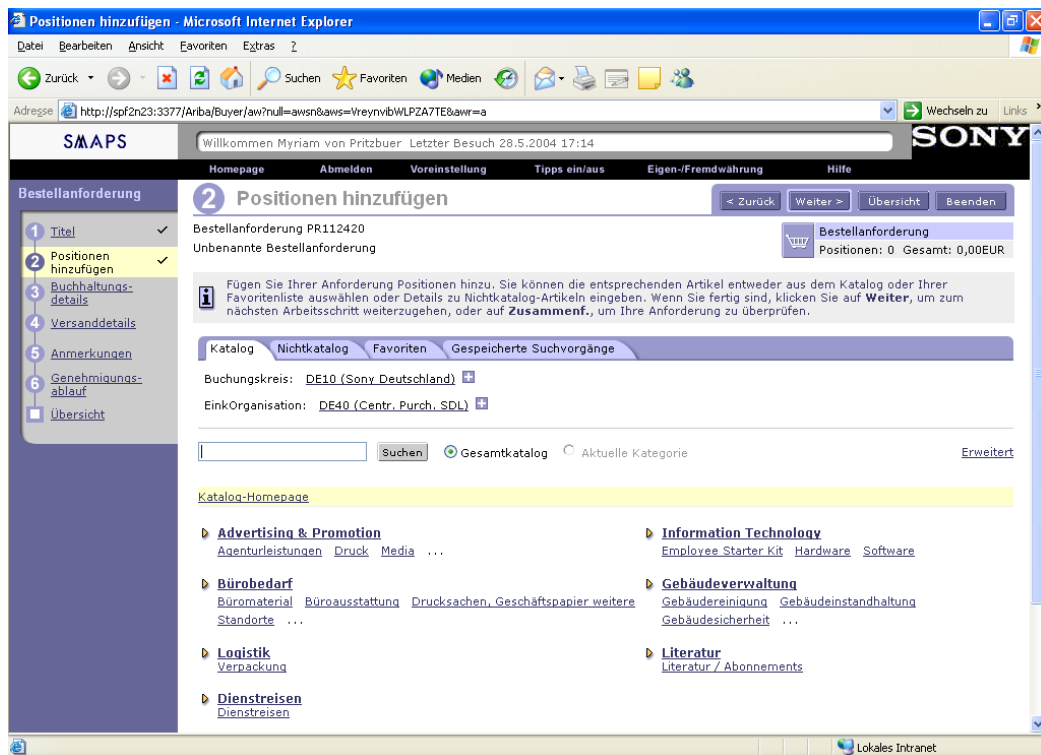 Positionen hinzufügen - Microsoft Internet Explorer
Datei Bearbeiten Ansicht Favoriten Extras ?
Zurück Suchen Favoriten Medien
Adresse http://spf2n23:3377/Ariba/Buyer/aw?null=awsn&aws=VreynvibWLPZA7TE&awr=a Wechseln zu Links
SMAPS Willkommen Myriam von Pritzbuer Letzter Besuch 28.5.2004 17:14 SONY
Homepage Abmelden Voreinstellung Tipps ein/aus Eigen-/Fremdwährung Hilfe
Bestellanforderung
1 Titel
2 Positionen
hinzufügen
3 Buchhaltungs-
details
4 Versanddetails
5 Anmerkungen
6 Genehmigungs-
ablauf
Übersicht
2 Positionen hinzufügen < Zurück Weiter > Übersicht Beenden
Bestellanforderung PR112420
Unbenannte Bestellanforderung
Bestellanforderung
Positionen: 0 Gesamt: 0,00EUR
Fügen Sie Ihrer Anforderung Positionen hinzu. Sie können die entsprechenden Artikel entweder aus dem Katalog oder Ihrer
Favoritenliste auswählen oder Details zu Nichtkatalog-Artikeln eingeben. Wenn Sie fertig sind, klicken Sie auf Weiter, um zum
nächsten Arbeitsschritt weiterzugehen, oder auf Zusammenf., um Ihre Anforderung zu überprüfen.
Katalog Nichtkatalog Favoriten Gespeicherte Suchvorgänge
Buchungskreis: DE10 (Sony Deutschland)
EinkOrganisation: DE40 (Centr. Purch. SDL)
Suchen Gesamtkatalog Aktuelle Kategorie Erweitert
Katalog-Homepage
Advertising & Promotion
Agenturleistungen Druck Media ...
Information Technology
Employee Starter Kit Hardware Software
Bürobedarf
Büromaterial Büroausstattung Drucksachen, Geschäftspapier weitere
Standorte ...
Gebäudeverwaltung
Gebäudereinigung Gebäudeinstandhaltung
Gebäudesicherheit ...
Logistik
Verpackung
Literatur
Literatur / Abonnements
Dienstreisen
Dienstreisen
Lokales Intranet